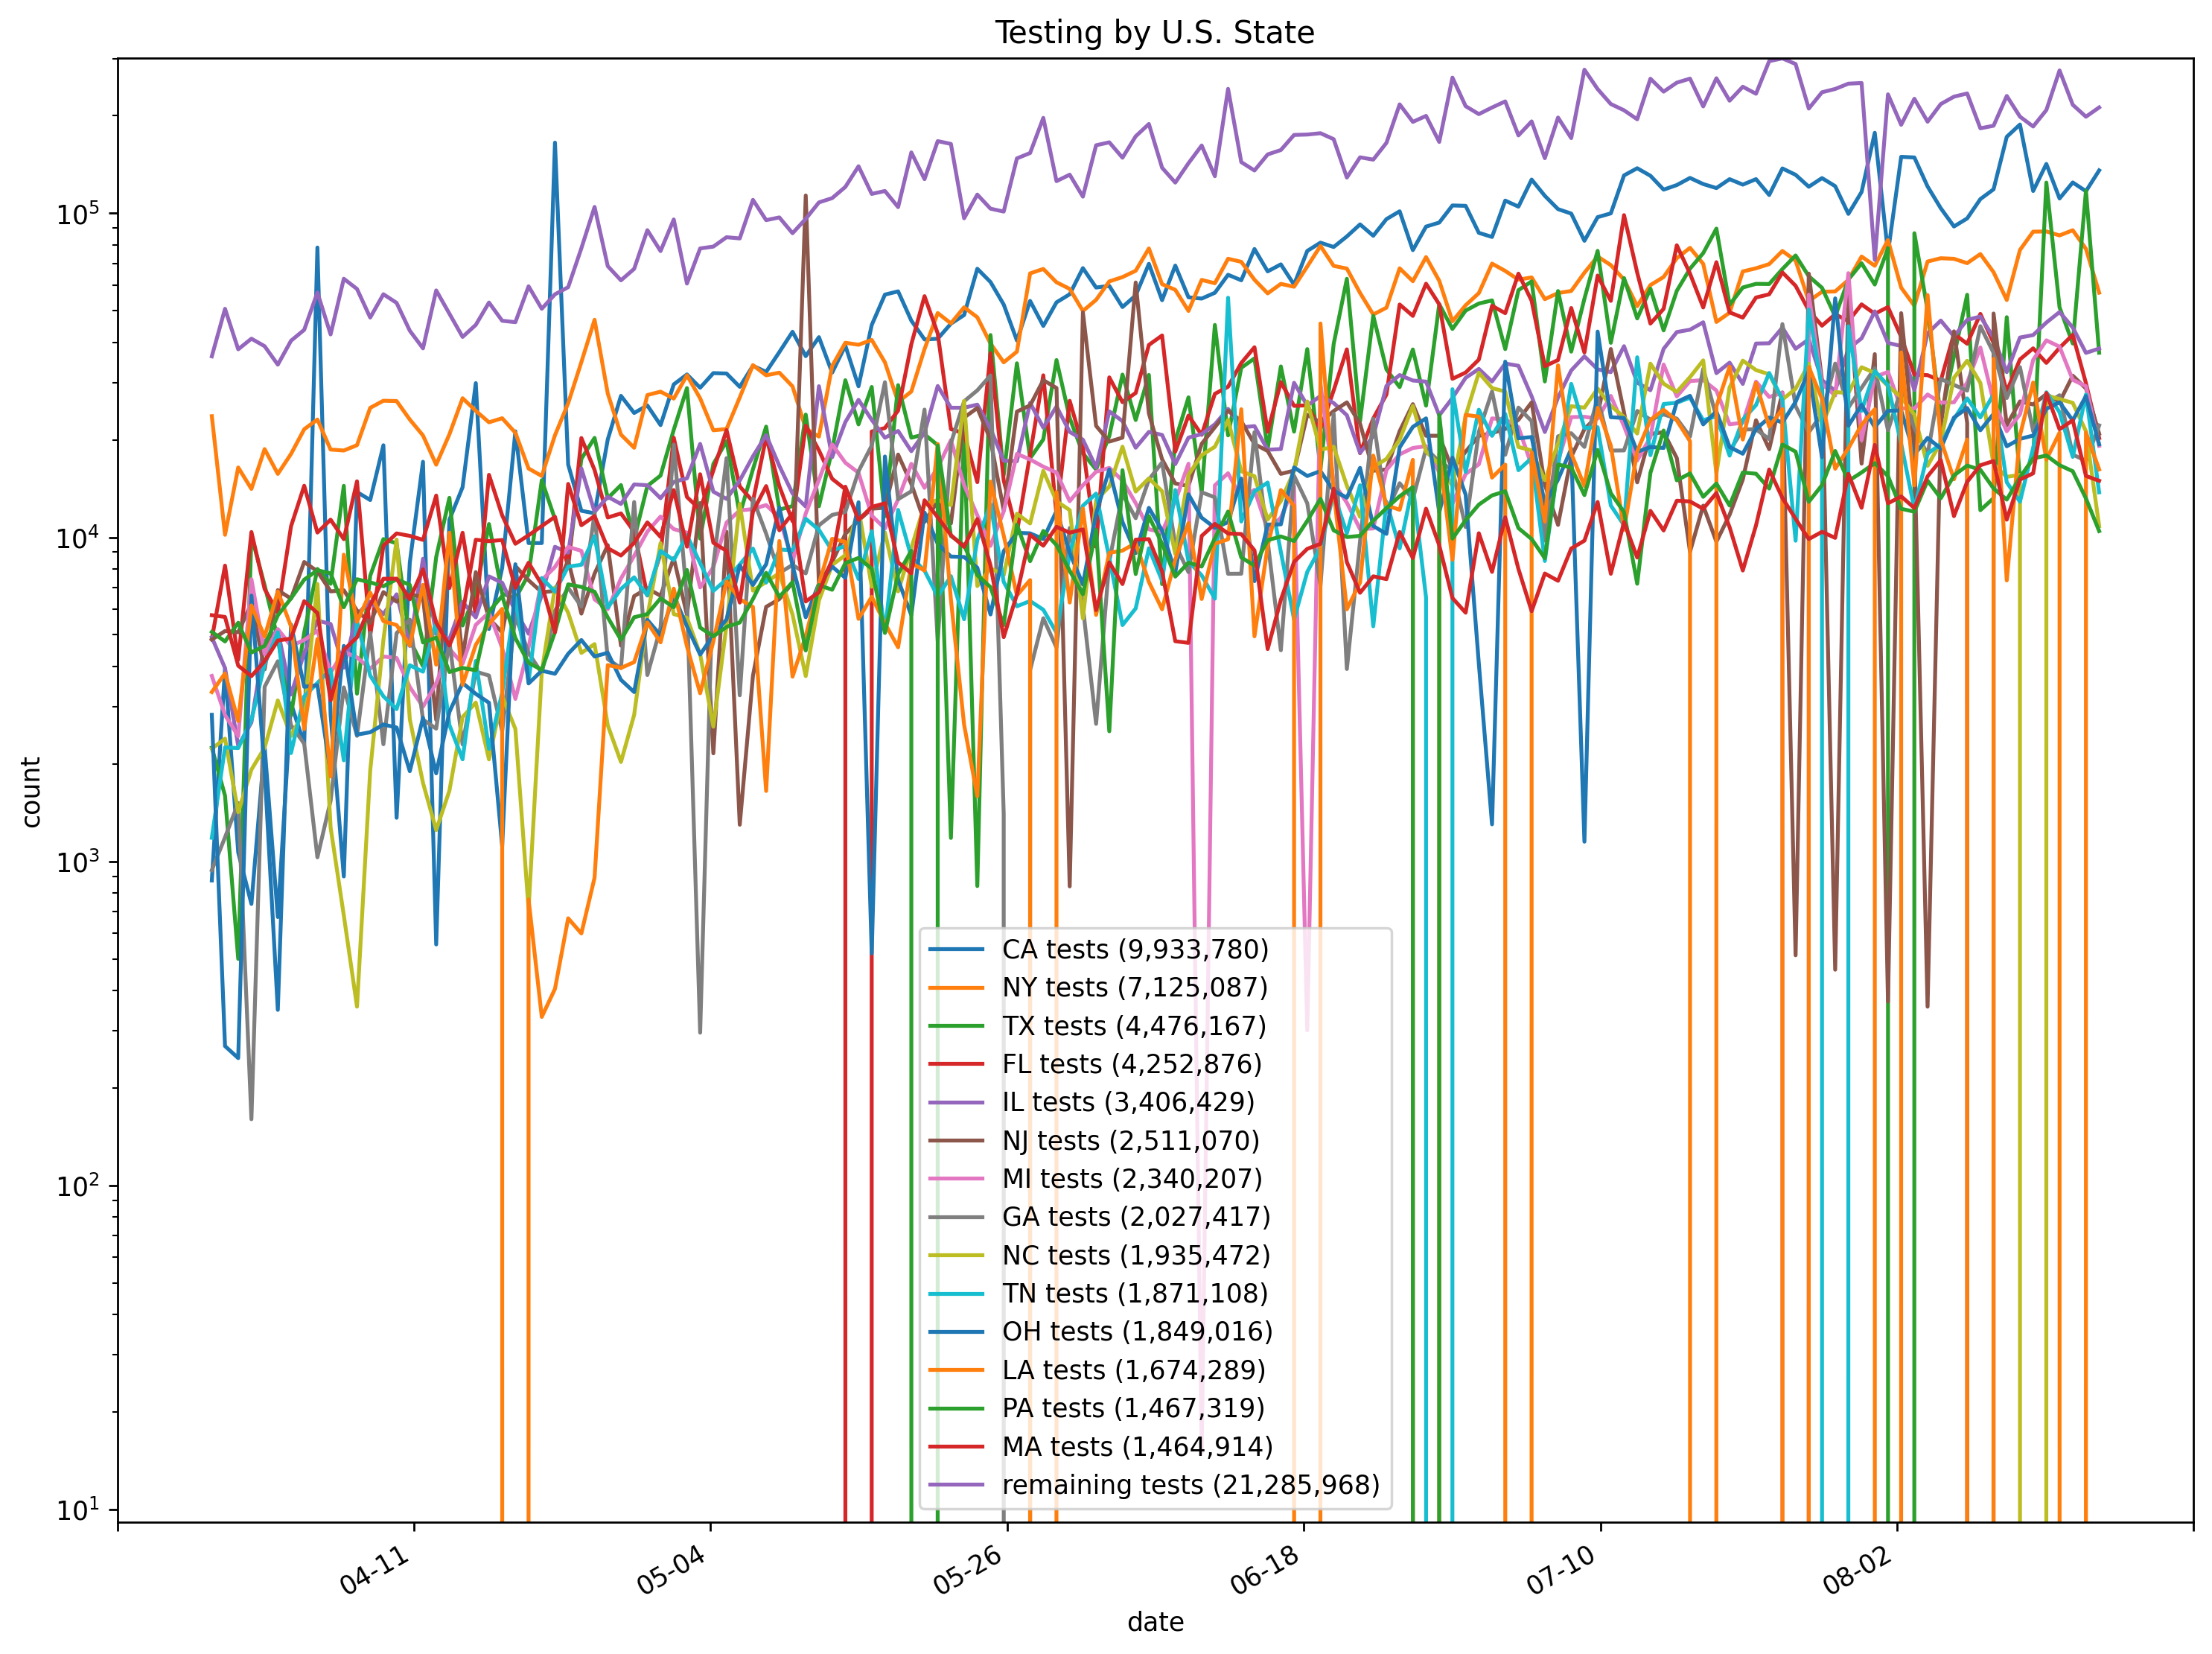 Testing by U.S. State
count
10^5
10^4
10^3
10^2
10^1
CA tests (9,933,780)
NY tests (7,125,087)
TX tests (4,476,167)
FL tests (4,252,876)
IL tests (3,406,429)
NJ tests (2,511,070)
MI tests (2,340,207)
GA tests (2,027,417)
NC tests (1,935,472)
TN tests (1,871,108)
OH tests (1,849,016)
LA tests (1,674,289)
PA tests (1,467,319)
MA tests (1,464,914)
remaining tests (21,285,968)
04-11
05-04
05-26
06-18
07-10
08-02
date